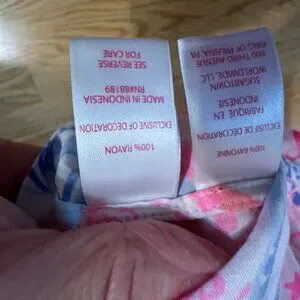 100% RAYON
EXCLUSIVE OF DECORATION
MADE IN INDONESIA
RN#88189
SEE REVERSE
FOR CARE
100% RAYONNE
EXCLUSIF DE DECORATION
FABRIQUE EN
INDONESIE
SUGARTOWN
WORLDWIDE, LLC
800 THIRD AVENUE
KING OF PRUSSIA PA